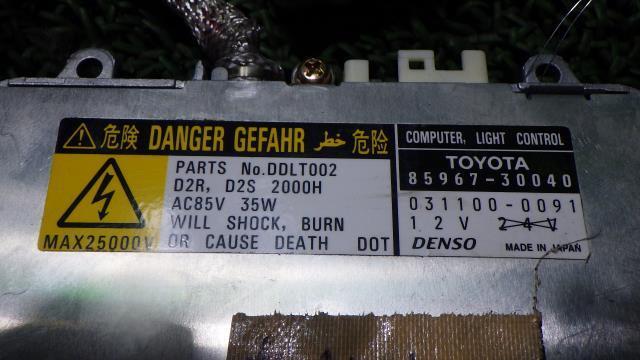 危険 DANGER GEFAHR خطر 危险
PARTS No.DDLT002
D2R, D2S 2000H
AC85V 35W
WILL SHOCK, BURN
MAX25000V OR CAUSE DEATH DOT
COMPUTER, LIGHT CONTROL
TOYOTA
85967-30040
031100-0091
12V 24V
DENSO MADE IN JAPAN